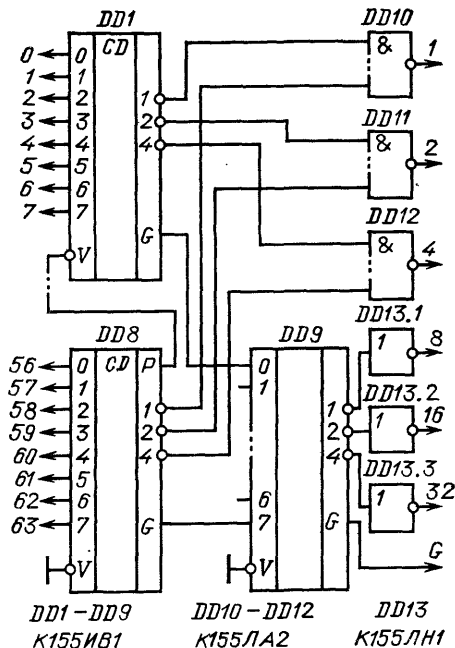 DD1
CD
0 0
1 1
2 2
3 3
4 4
5 5
6 6
7 7
V
1
2
4
G
DD10
& 1
DD11
& 2
DD12
& 4
DD8
CD P
56 0
57 1
58 2
59 3
60 4
61 5
62 6
63 7
V
1
2
4
G
DD9
0
1
6
7
V
1
2
4
G
DD13.1
1 8
DD13.2
1 16
DD13.3
1 32
G
DD1-DD9
К155ИВ1
DD10-DD12
К155ЛА2
DD13
К155ЛН1